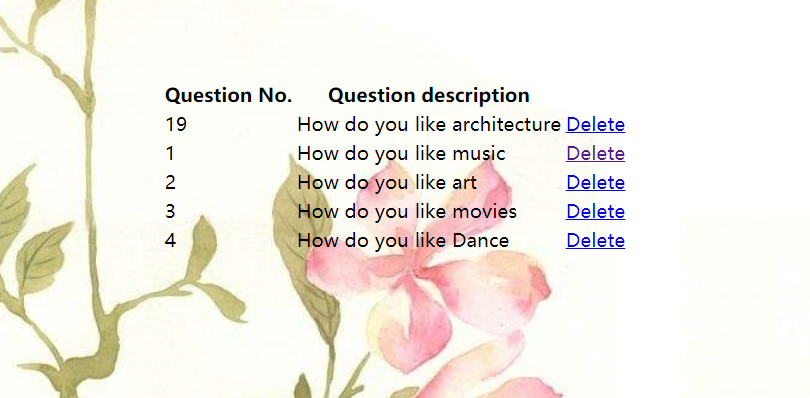 Question No. Question description
19 How do you like architecture Delete
1 How do you like music Delete
2 How do you like art Delete
3 How do you like movies Delete
4 How do you like Dance Delete